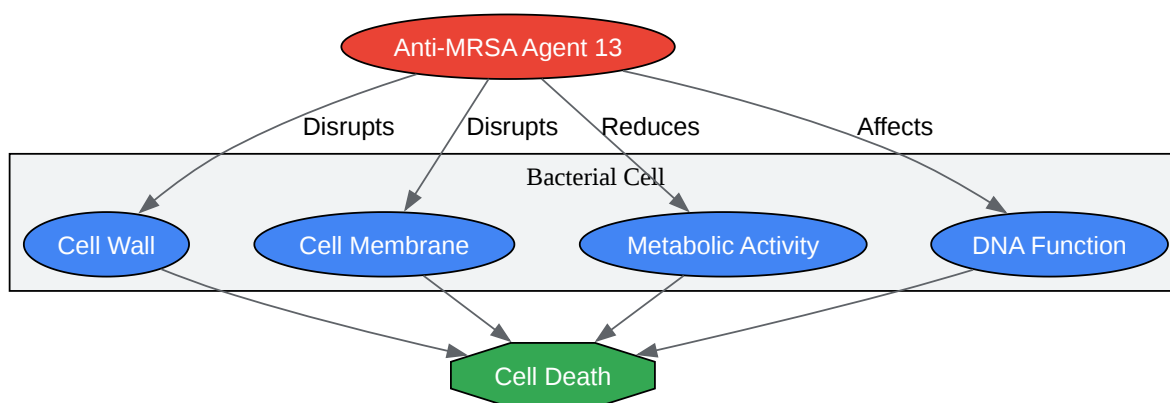 Anti-MRSA Agent 13
Disrupts
Disrupts
Reduces
Affects
Bacterial Cell
Cell Wall
Cell Membrane
Metabolic Activity
DNA Function
Cell Death